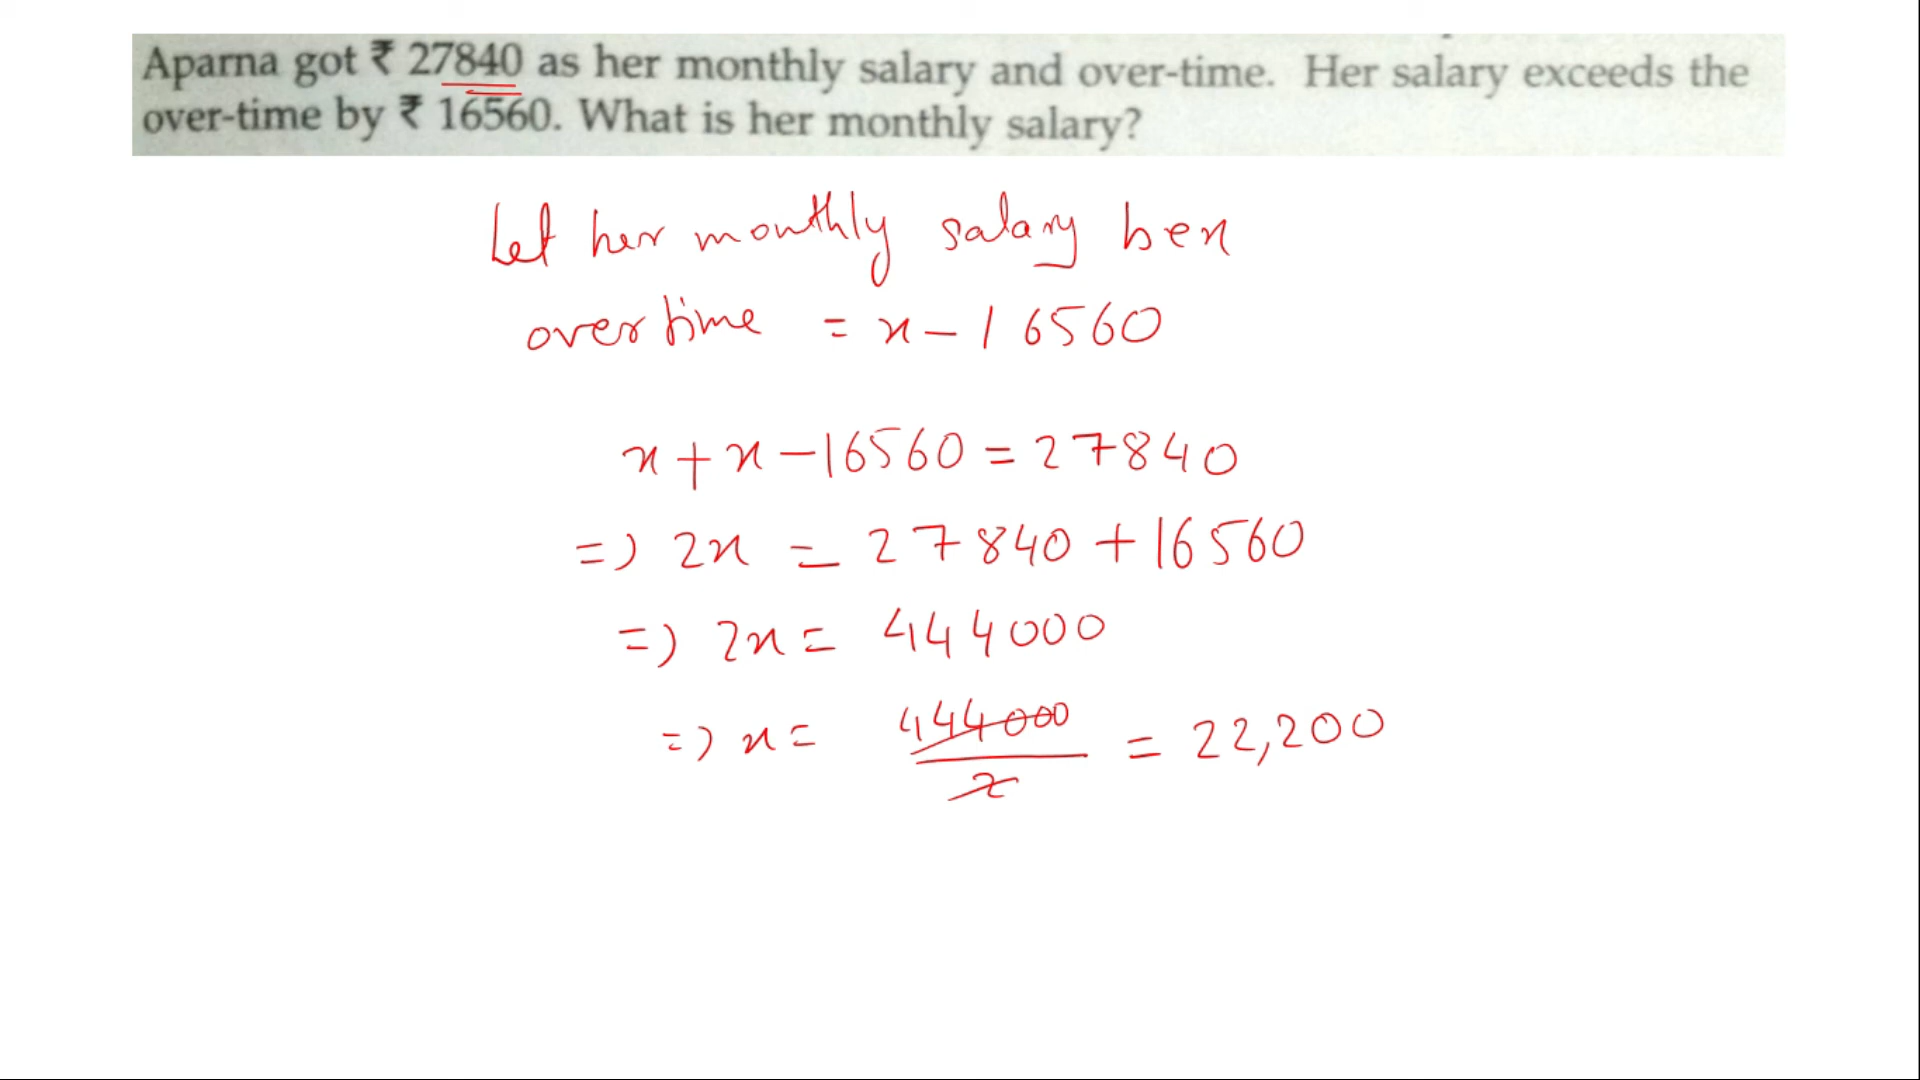 Aparna got ₹ 27840 as her monthly salary and over-time. Her salary exceeds the
over-time by ₹ 16560. What is her monthly salary?
Let her monthly salary be x
over time = x - 16560
x + x - 16560 = 27840
=> 2x = 27840 + 16560
=> 2x = 444000
=> x = 444000/2 = 22,200